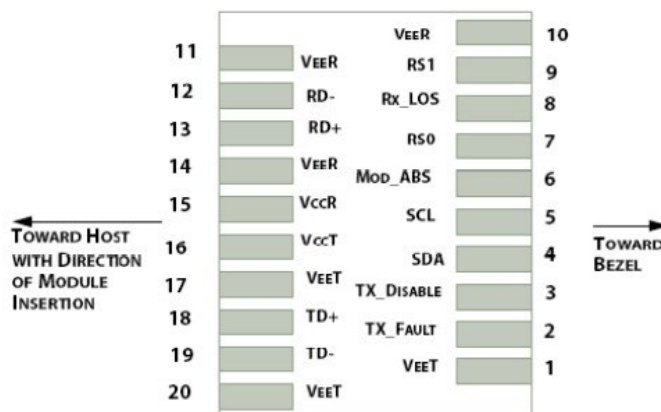 VEER 10
11 VEER
RS1 9
12 RD-
Rx_LOS 8
13 RD+
RS0 7
14 VEER
MOD_ABS 6
15 VCCR
SCL 5
16 VCCT
SDA 4
17 VEET
TX_DISABLE 3
18 TD+
TX_FAULT 2
19 TD-
VEET 1
20 VEET
TOWARD HOST
WITH DIRECTION
OF MODULE
INSERTION
TOWARD
BEZEL